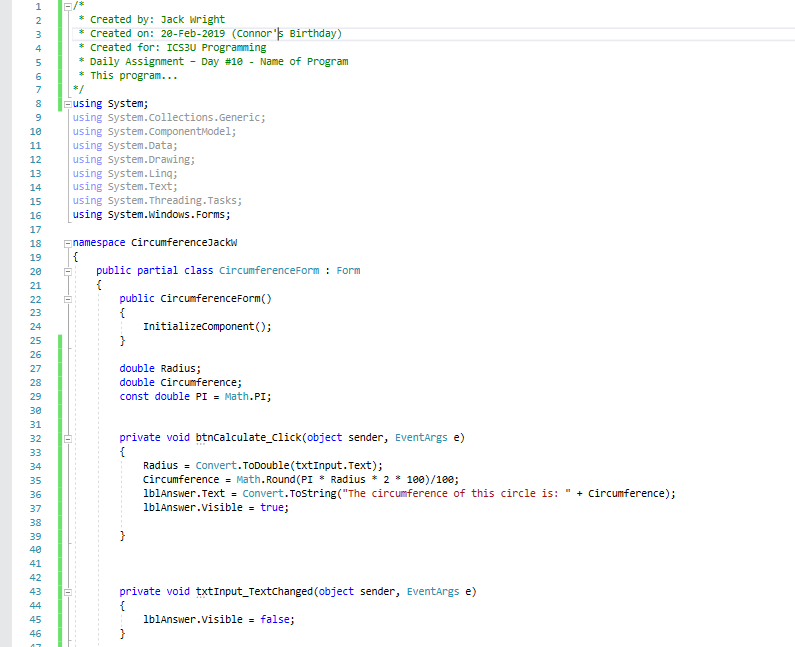 1 /*
2 * Created by: Jack Wright
3 * Created on: 20-Feb-2019 (Connor's Birthday)
4 * Created for: ICS3U Programming
5 * Daily Assignment – Day #10 - Name of Program
6 * This program...
7 */
8 using System;
9 using System.Collections.Generic;
10 using System.ComponentModel;
11 using System.Data;
12 using System.Drawing;
13 using System.Linq;
14 using System.Text;
15 using System.Threading.Tasks;
16 using System.Windows.Forms;
17
18 namespace CircumferenceJackW
19 {
20 public partial class CircumferenceForm : Form
21 {
22 public CircumferenceForm()
23 {
24 InitializeComponent();
25 }
26
27 double Radius;
28 double Circumference;
29 const double PI = Math.PI;
30
31
32 private void btnCalculate_Click(object sender, EventArgs e)
33 {
34 Radius = Convert.ToDouble(txtInput.Text);
35 Circumference = Math.Round(PI * Radius * 2 * 100)/100;
36 lblAnswer.Text = Convert.ToString("The circumference of this circle is: " + Circumference);
37 lblAnswer.Visible = true;
38
39 }
40
41
42
43 private void txtInput_TextChanged(object sender, EventArgs e)
44 {
45 lblAnswer.Visible = false;
46 }
47